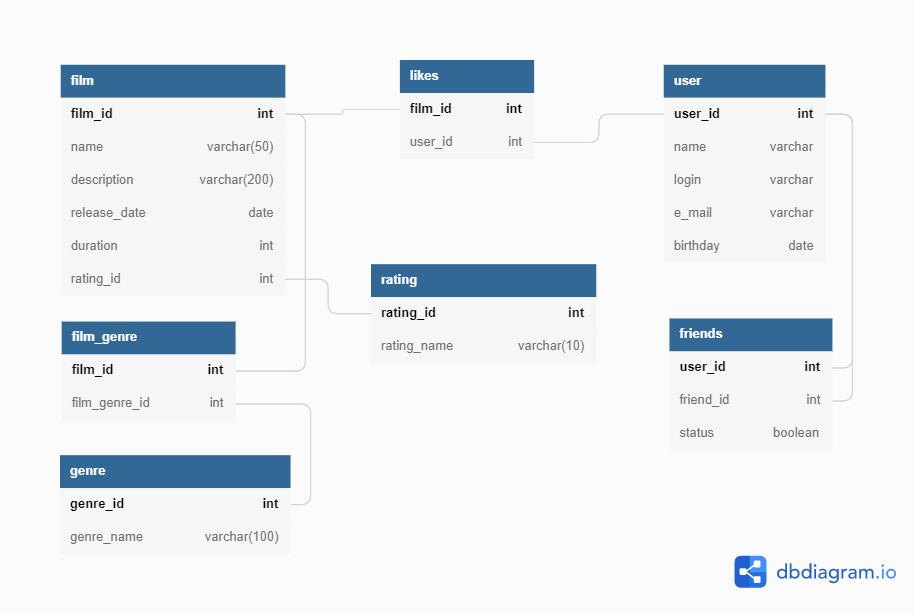 film
film_id int
name varchar(50)
description varchar(200)
release_date date
duration int
rating_id int
likes
film_id int
user_id int
user
user_id int
name varchar
login varchar
e_mail varchar
birthday date
rating
rating_id int
rating_name varchar(10)
film_genre
film_id int
film_genre_id int
friends
user_id int
friend_id int
status boolean
genre
genre_id int
genre_name varchar(100)
dbdiagram.io